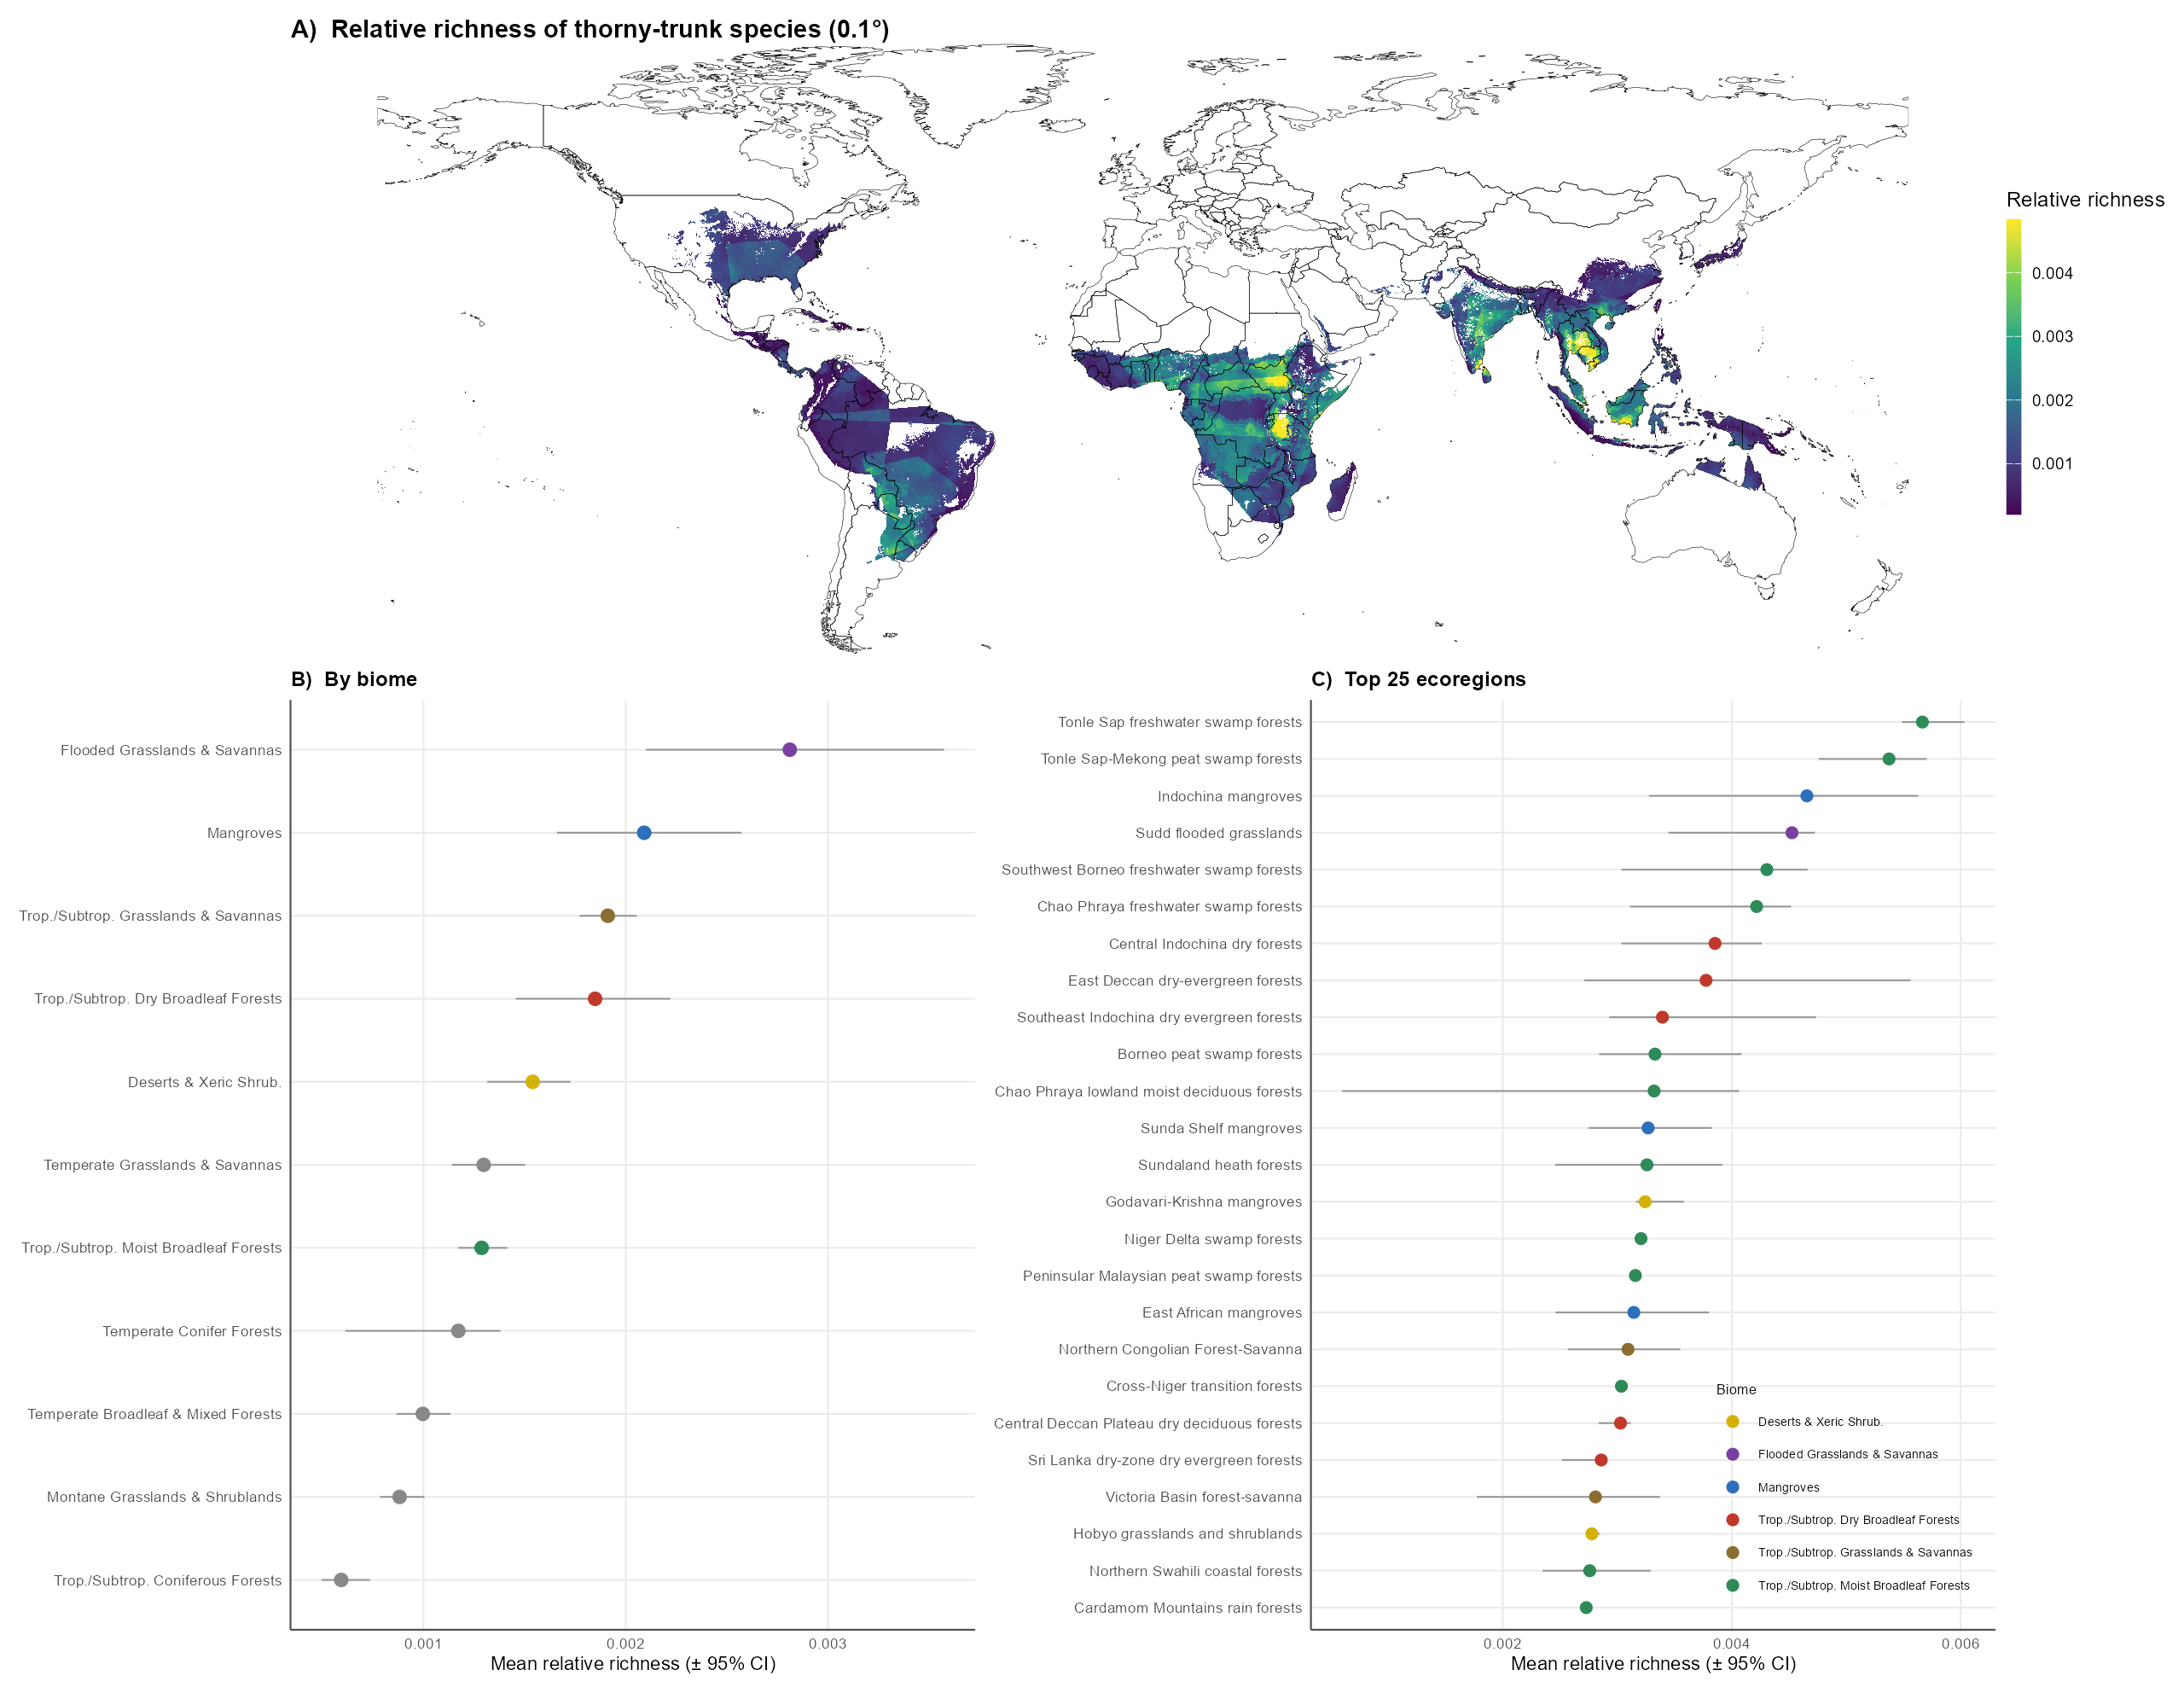 A)  Relative richness of thorny-trunk species (0.1°)
Relative richness
0.004
0.003
0.002
0.001
B)  By biome
Flooded Grasslands & Savannas
Mangroves
Trop./Subtrop. Grasslands & Savannas
Trop./Subtrop. Dry Broadleaf Forests
Deserts & Xeric Shrub.
Temperate Grasslands & Savannas
Trop./Subtrop. Moist Broadleaf Forests
Temperate Conifer Forests
Temperate Broadleaf & Mixed Forests
Montane Grasslands & Shrublands
Trop./Subtrop. Coniferous Forests
0.001
0.002
0.003
Mean relative richness (± 95% CI)
C)  Top 25 ecoregions
Tonle Sap freshwater swamp forests
Tonle Sap-Mekong peat swamp forests
Indochina mangroves
Sudd flooded grasslands
Southwest Borneo freshwater swamp forests
Chao Phraya freshwater swamp forests
Central Indochina dry forests
East Deccan dry-evergreen forests
Southeast Indochina dry evergreen forests
Borneo peat swamp forests
Chao Phraya lowland moist deciduous forests
Sunda Shelf mangroves
Sundaland heath forests
Godavari-Krishna mangroves
Niger Delta swamp forests
Peninsular Malaysian peat swamp forests
East African mangroves
Northern Congolian Forest-Savanna
Cross-Niger transition forests
Central Deccan Plateau dry deciduous forests
Sri Lanka dry-zone dry evergreen forests
Victoria Basin forest-savanna
Hobyo grasslands and shrublands
Northern Swahili coastal forests
Cardamom Mountains rain forests
Biome
Deserts & Xeric Shrub.
Flooded Grasslands & Savannas
Mangroves
Trop./Subtrop. Dry Broadleaf Forests
Trop./Subtrop. Grasslands & Savannas
Trop./Subtrop. Moist Broadleaf Forests
0.002
0.004
0.006
Mean relative richness (± 95% CI)